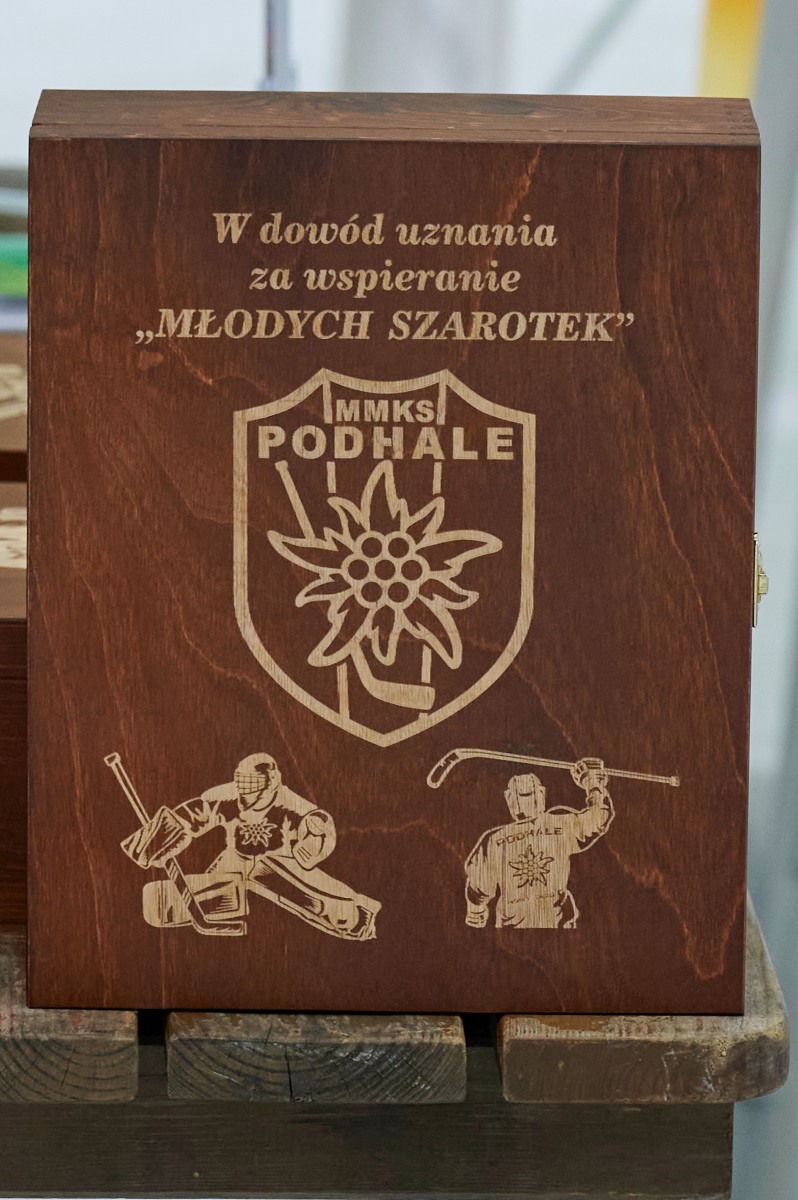 W dowód uznania
za wspieranie
„MŁODYCH SZAROTEK”
MMKS
PODHALE
PODHALE